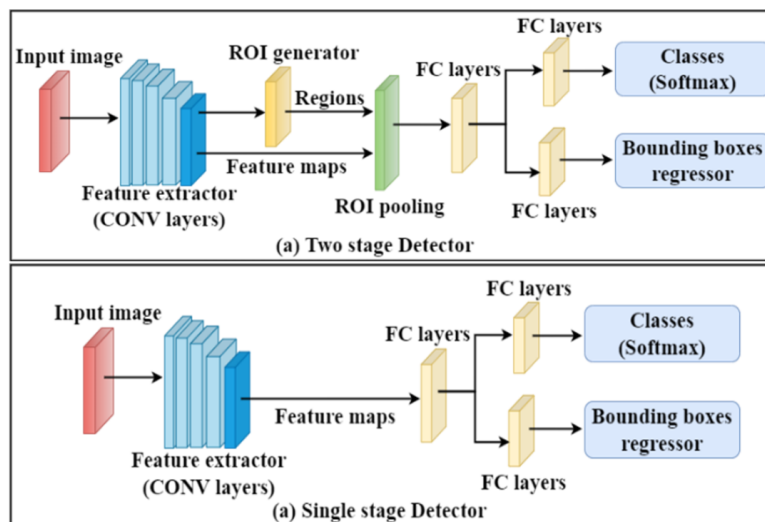 Input image
ROI generator
FC layers
FC layers
Classes
(Softmax)
Regions
Feature maps
Feature extractor
(CONV layers)
ROI pooling
FC layers
Bounding boxes
regressor
(a) Two stage Detector
Input image
FC layers
FC layers
Classes
(Softmax)
Feature maps
Feature extractor
(CONV layers)
FC layers
Bounding boxes
regressor
(a) Single stage Detector